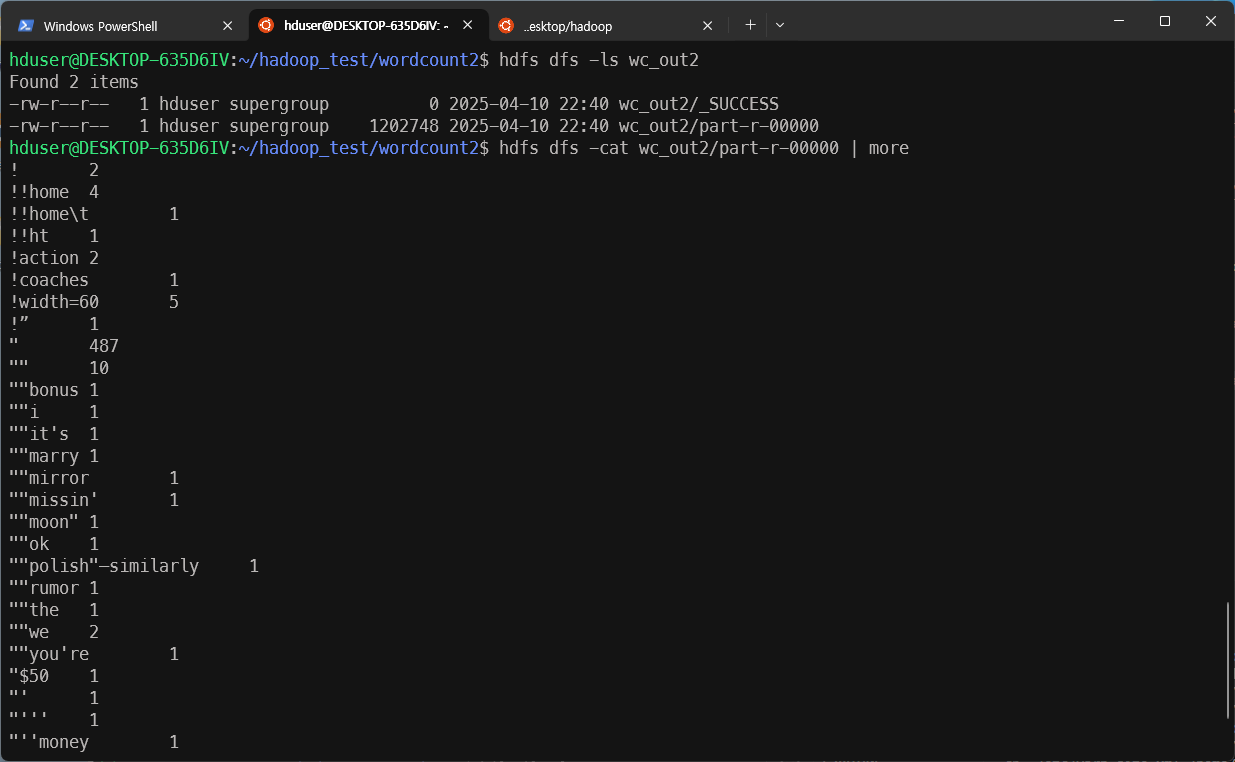 Windows PowerShell
hduser@DESKTOP-635D6IV: ~
..esktop/hadoop
hduser@DESKTOP-635D6IV:~/hadoop_test/wordcount2$ hdfs dfs -ls wc_out2
Found 2 items
-rw-r--r--   1 hduser supergroup          0 2025-04-10 22:40 wc_out2/_SUCCESS
-rw-r--r--   1 hduser supergroup    1202748 2025-04-10 22:40 wc_out2/part-r-00000
hduser@DESKTOP-635D6IV:~/hadoop_test/wordcount2$ hdfs dfs -cat wc_out2/part-r-00000 | more
!       2
!!home  4
!!home\t        1
!!ht    1
!action 2
!coaches        1
!width=60       5
!”      1
"       487
""      10
""bonus 1
""i     1
""it's  1
""marry 1
""mirror        1
""missin'       1
""moon" 1
""ok    1
""polish"—similarly     1
""rumor 1
""the   1
""we    2
""you're        1
"$50    1
"'      1
"'''    1
"''money        1